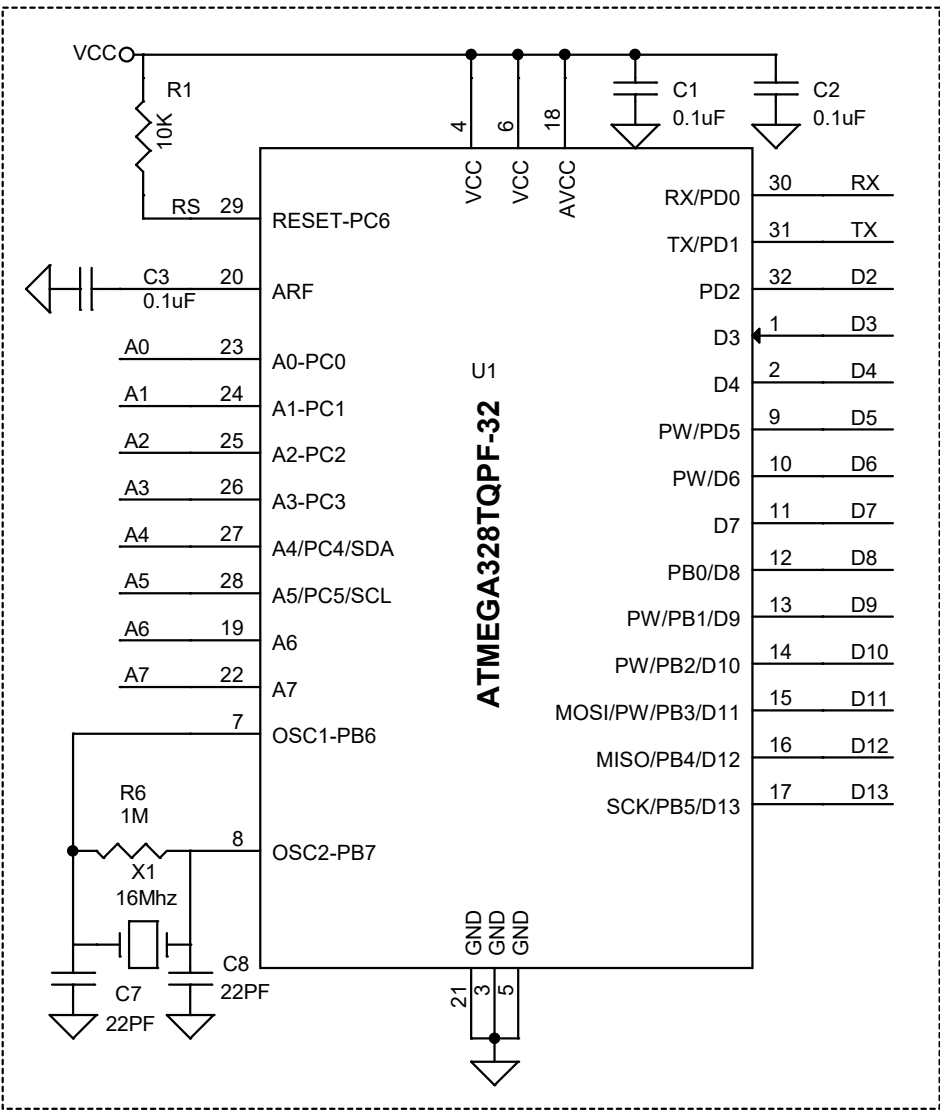 VCC
R1
10K
4
VCC
6
VCC
18
AVCC
C1
0.1uF
C2
0.1uF
RS 29 RESET-PC6
C3
0.1uF
20 ARF
A0 23 A0-PC0
A1 24 A1-PC1
A2 25 A2-PC2
A3 26 A3-PC3
A4 27 A4/PC4/SDA
A5 28 A5/PC5/SCL
A6 19 A6
A7 22 A7
7 OSC1-PB6
R6
1M
8 OSC2-PB7
X1
16Mhz
C7
22PF
C8
22PF
U1
ATMEGA328TQPF-32
RX/PD0 30 RX
TX/PD1 31 TX
PD2 32 D2
D3 1 D3
D4 2 D4
PW/PD5 9 D5
PW/D6 10 D6
D7 11 D7
PB0/D8 12 D8
PW/PB1/D9 13 D9
PW/PB2/D10 14 D10
MOSI/PW/PB3/D11 15 D11
MISO/PB4/D12 16 D12
SCK/PB5/D13 17 D13
GND
21
GND
3
GND
5